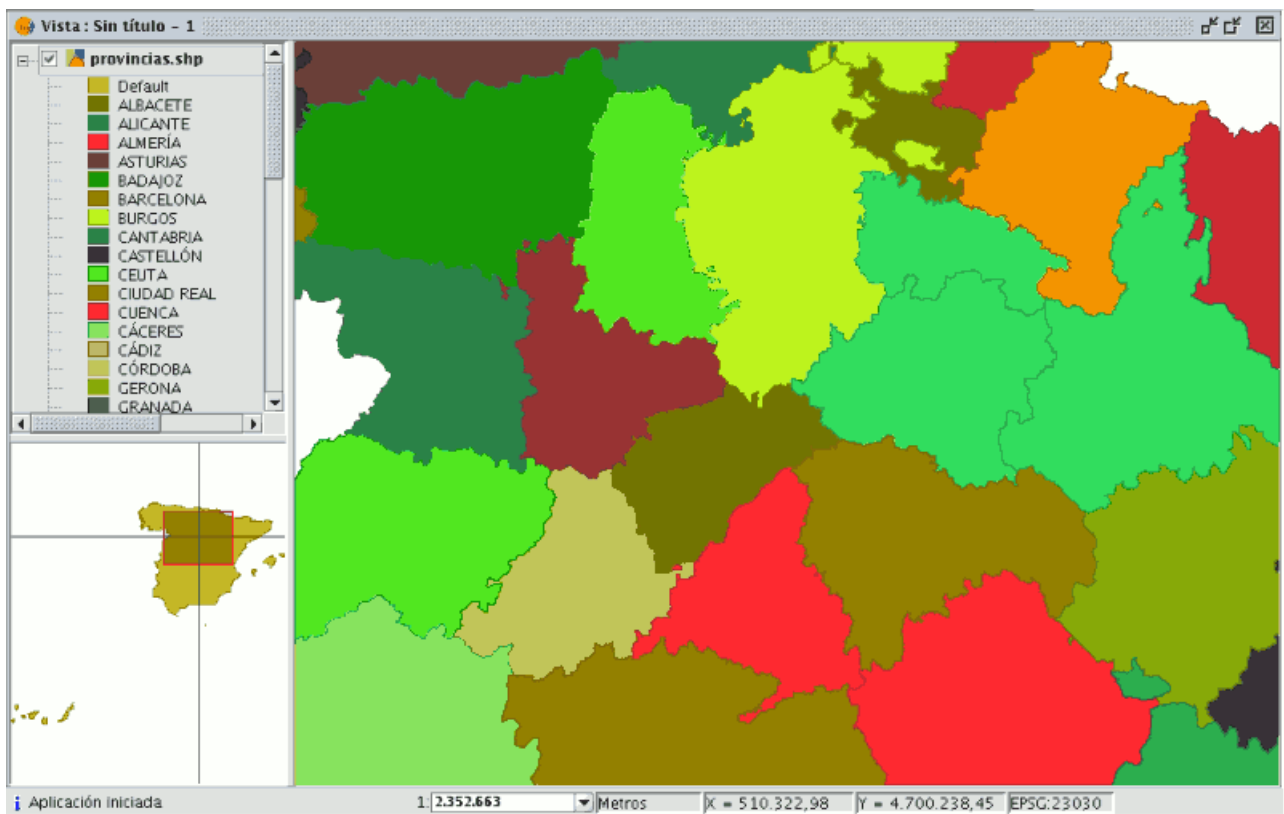 Vista : Sin título - 1
provincias.shp
Default
ALBACETE
ALICANTE
ALMERÍA
ASTURIAS
BADAJOZ
BARCELONA
BURGOS
CANTABRIA
CASTELLÓN
CEUTA
CIUDAD REAL
CUENCA
CÁCERES
CÁDIZ
CÓRDOBA
GERONA
GRANADA
Aplicación iniciada 1: 2.352.663 Metros X = 510.322,98 Y = 4.700.238,45 EPSG:23030